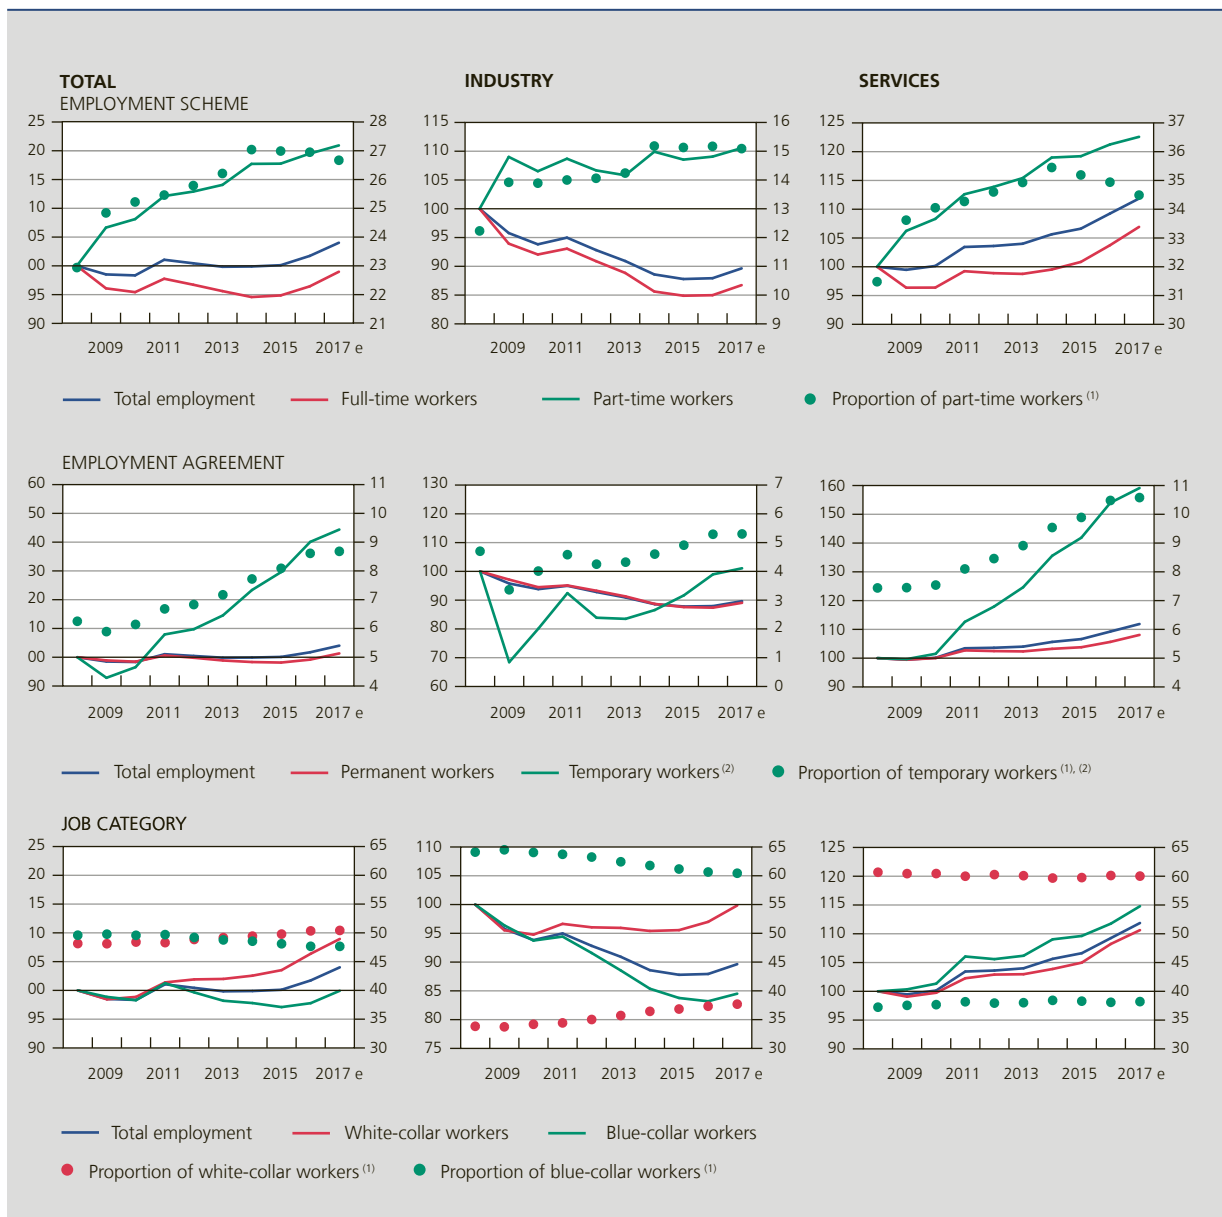 TOTAL
EMPLOYMENT SCHEME
INDUSTRY
SERVICES
25 20 15 10 05 00 95 90
28 27 26 25 24 23 22 21
2009 2011 2013 2015 2017 e
115 110 105 100 95 90 85 80
16 15 14 13 12 11 10 9
2009 2011 2013 2015 2017 e
125 120 115 110 105 100 95 90
37 36 35 34 33 32 31 30
2009 2011 2013 2015 2017 e
Total employment Full-time workers Part-time workers Proportion of part-time workers (1)
EMPLOYMENT AGREEMENT
60 50 40 30 20 10 00 90
11 10 9 8 7 6 5 4
2009 2011 2013 2015 2017 e
130 120 110 100 90 80 70 60
7 6 5 4 3 2 1 0
2009 2011 2013 2015 2017 e
160 150 140 130 120 110 100 90
11 10 9 8 7 6 5 4
2009 2011 2013 2015 2017 e
Total employment Permanent workers Temporary workers (2) Proportion of temporary workers (1), (2)
JOB CATEGORY
25 20 15 10 05 00 95 90
65 60 55 50 45 40 35 30
2009 2011 2013 2015 2017 e
110 105 100 95 90 85 80 75
65 60 55 50 45 40 35 30
2009 2011 2013 2015 2017 e
125 120 115 110 105 100 95 90
65 60 55 50 45 40 35 30
2009 2011 2013 2015 2017 e
Total employment White-collar workers Blue-collar workers
Proportion of white-collar workers (1) Proportion of blue-collar workers (1)